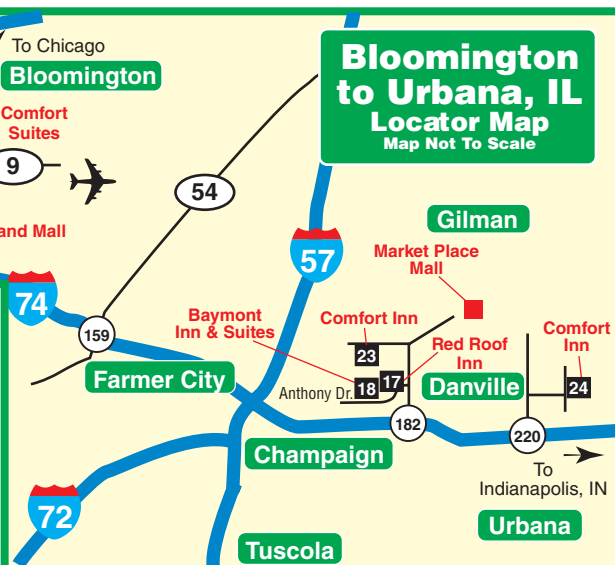 To Chicago
Bloomington
Comfort
Suites
9
and Mall
74
159
54
Bloomington
to Urbana, IL
Locator Map
Map Not To Scale
57
Gilman
Market Place
Mall
Baymont
Inn & Suites
Comfort Inn
23
Red Roof
Inn
Comfort
Inn
Farmer City
Anthony Dr.
18
17
Danville
24
182
220
Champaign
To
Indianapolis, IN
72
Urbana
Tuscola